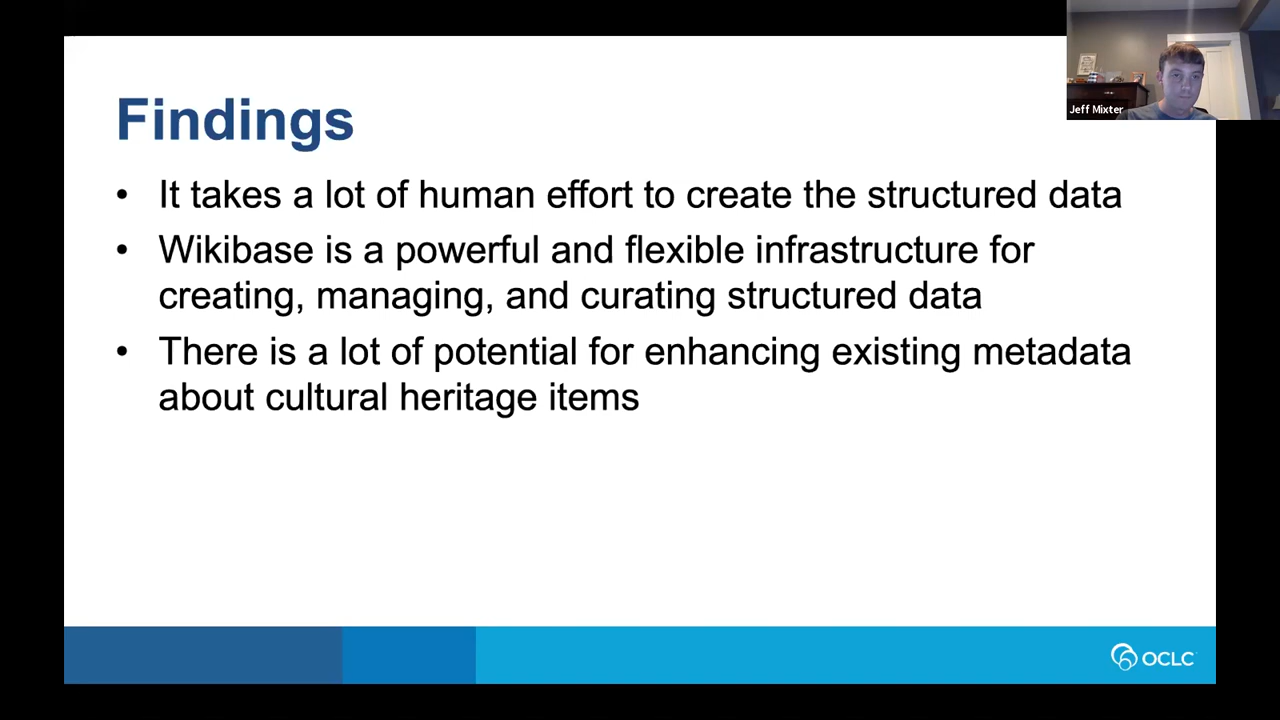 Jeff Mixter
Findings
• It takes a lot of human effort to create the structured data
• Wikibase is a powerful and flexible infrastructure for
creating, managing, and curating structured data
• There is a lot of potential for enhancing existing metadata
about cultural heritage items
OCLC